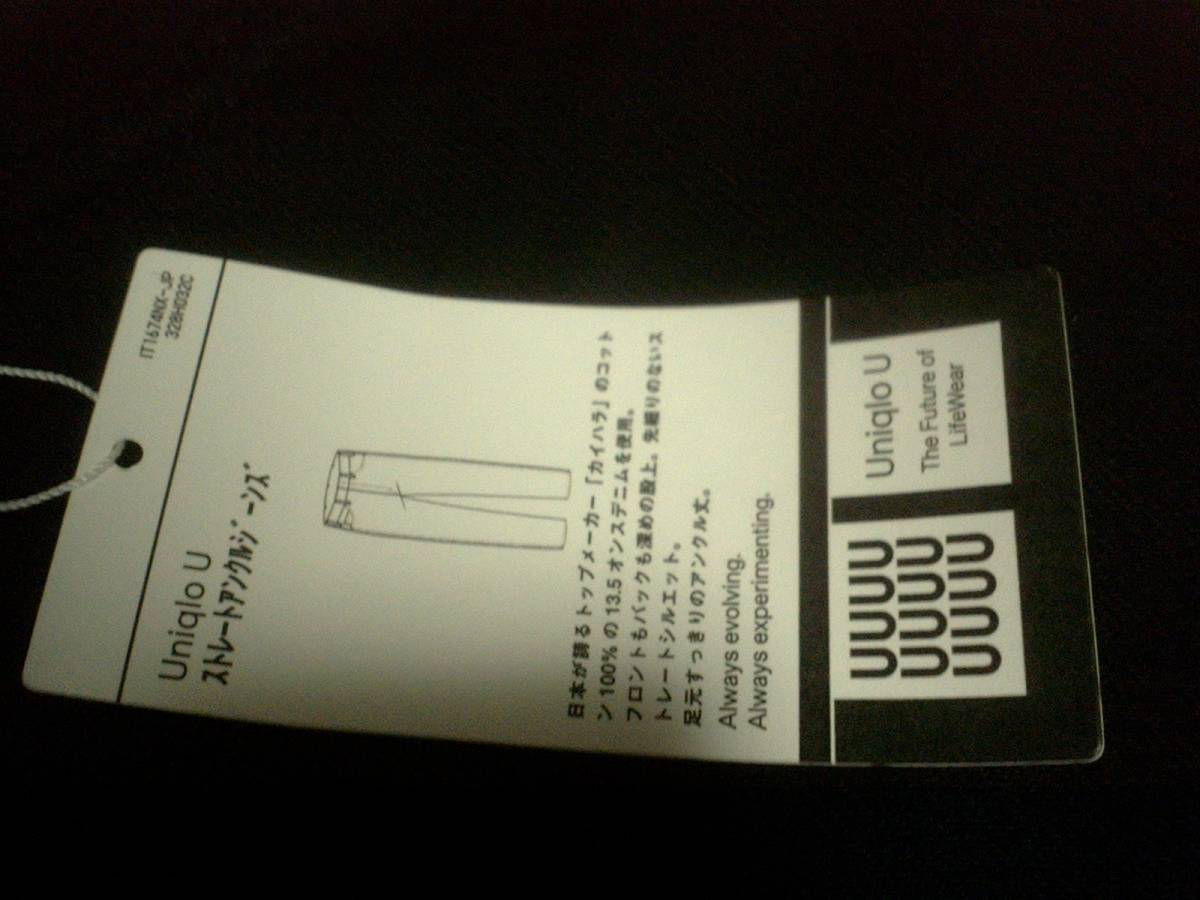 IT1674NX-JP
328H032C
Uniqlo U
ストレートアンクルジーンズ
日本が誇るトップメーカー「カイハラ」のコット
ン100%の13.5オンスデニムを使用。
フロントもバックも深めの股上。先細りのないス
トレートシルエット。
足元すっきりのアンクル丈。
Always evolving.
Always experimenting.
UUUU
UUUU
UUUU
Uniqlo U
The Future of
LifeWear